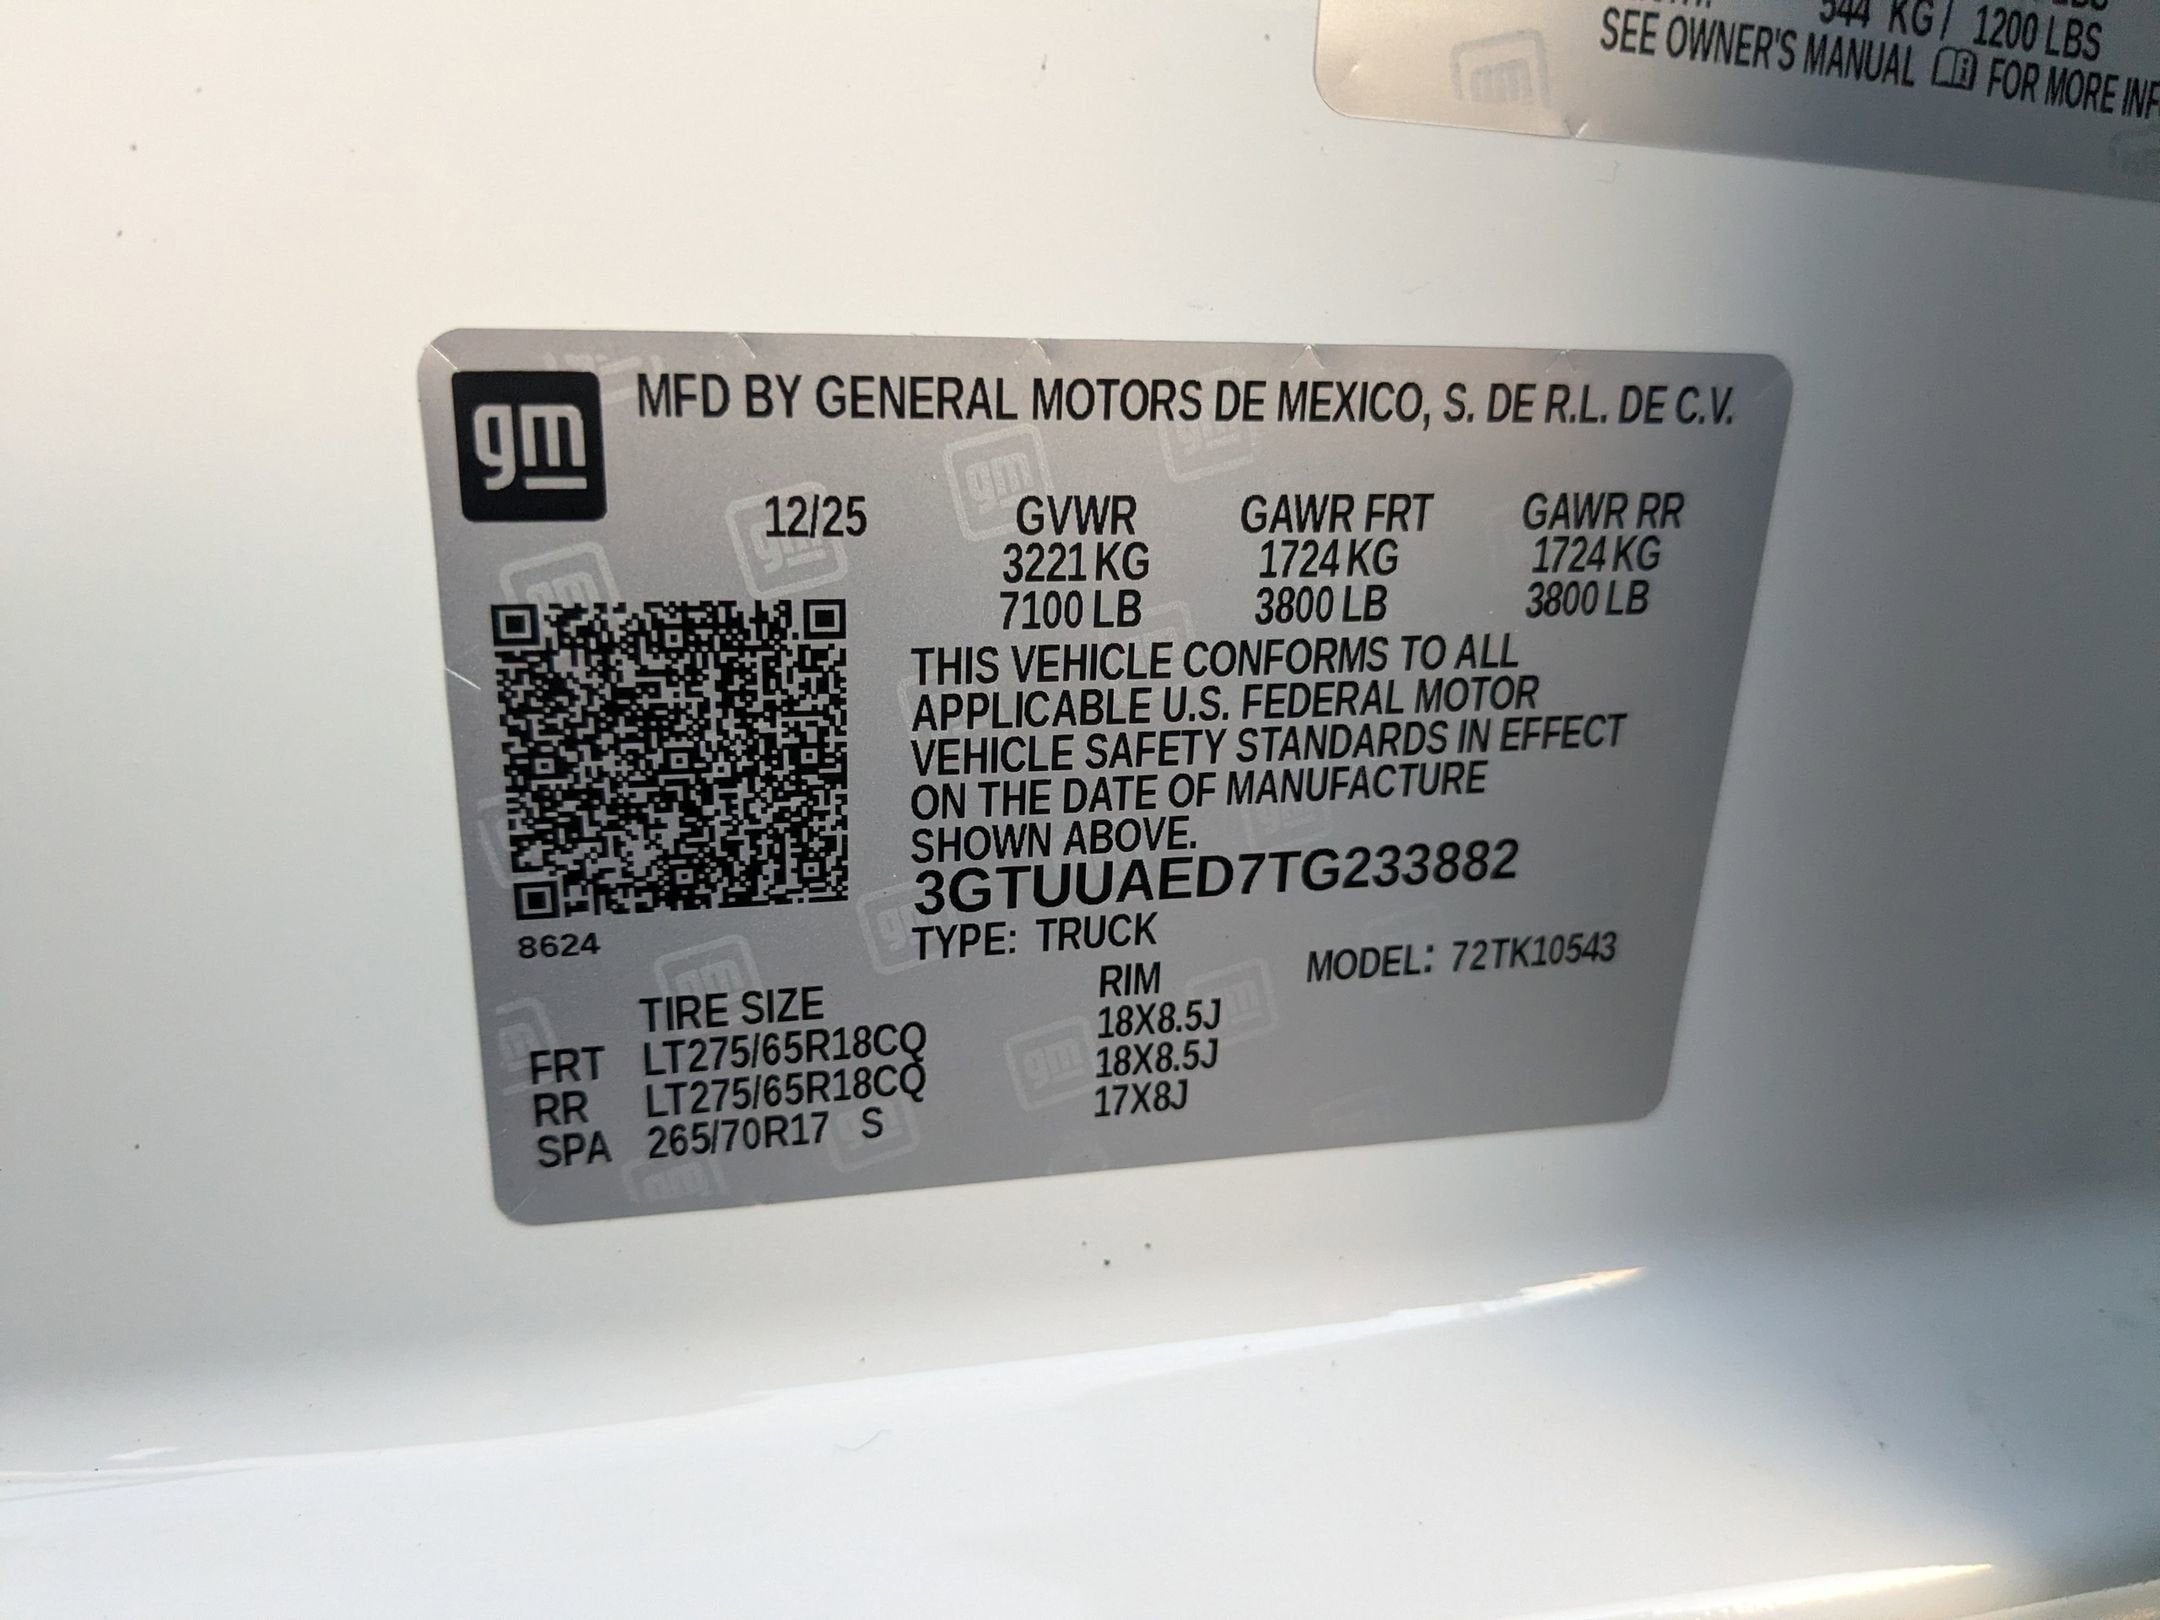 544 KG / 1200 LBS
SEE OWNER'S MANUAL FOR MORE INF
gm
MFD BY GENERAL MOTORS DE MEXICO, S. DE R.L. DE C.V.
12/25 GVWR GAWR FRT GAWR RR
3221 KG 1724 KG 1724 KG
7100 LB 3800 LB 3800 LB
THIS VEHICLE CONFORMS TO ALL
APPLICABLE U.S. FEDERAL MOTOR
VEHICLE SAFETY STANDARDS IN EFFECT
ON THE DATE OF MANUFACTURE
SHOWN ABOVE.
3GTUUAED7TG233882
8624
TYPE: TRUCK MODEL: 72TK10543
TIRE SIZE RIM
FRT LT275/65R18CQ 18X8.5J
RR LT275/65R18CQ 18X8.5J
SPA 265/70R17 S 17X8J